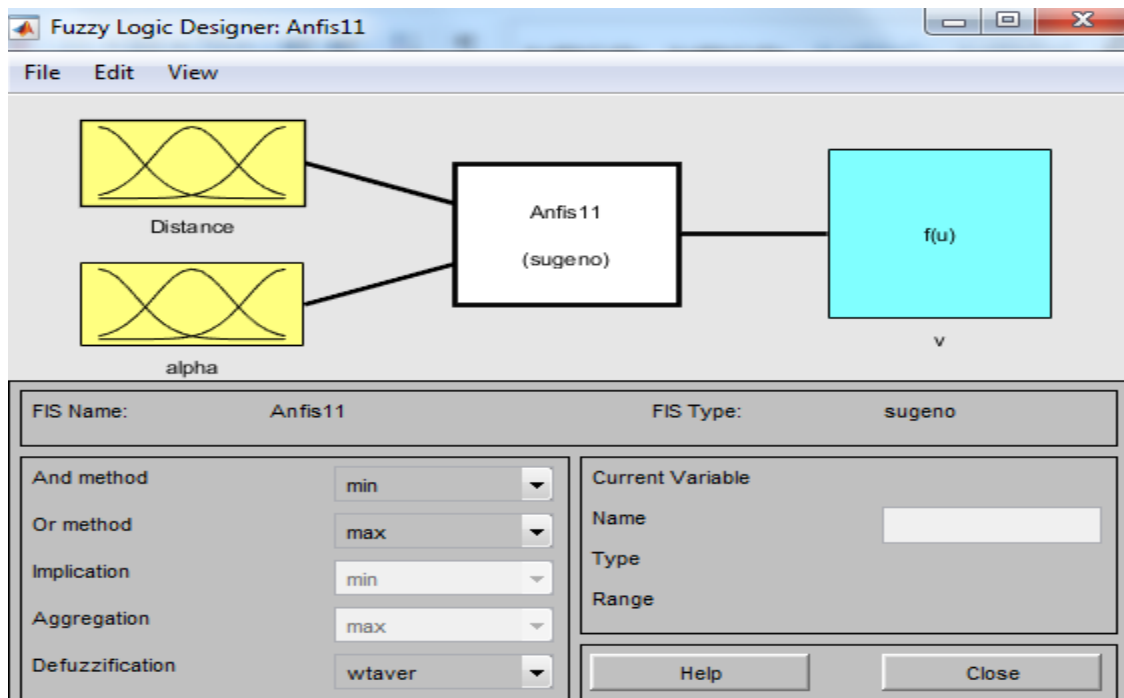 Fuzzy Logic Designer: Anfis11
File Edit View
Distance
alpha
Anfis11
(sugeno)
f(u)
v
FIS Name: Anfis11 FIS Type: sugeno
And method min
Or method max
Implication min
Aggregation max
Defuzzification wtaver
Current Variable
Name
Type
Range
Help Close